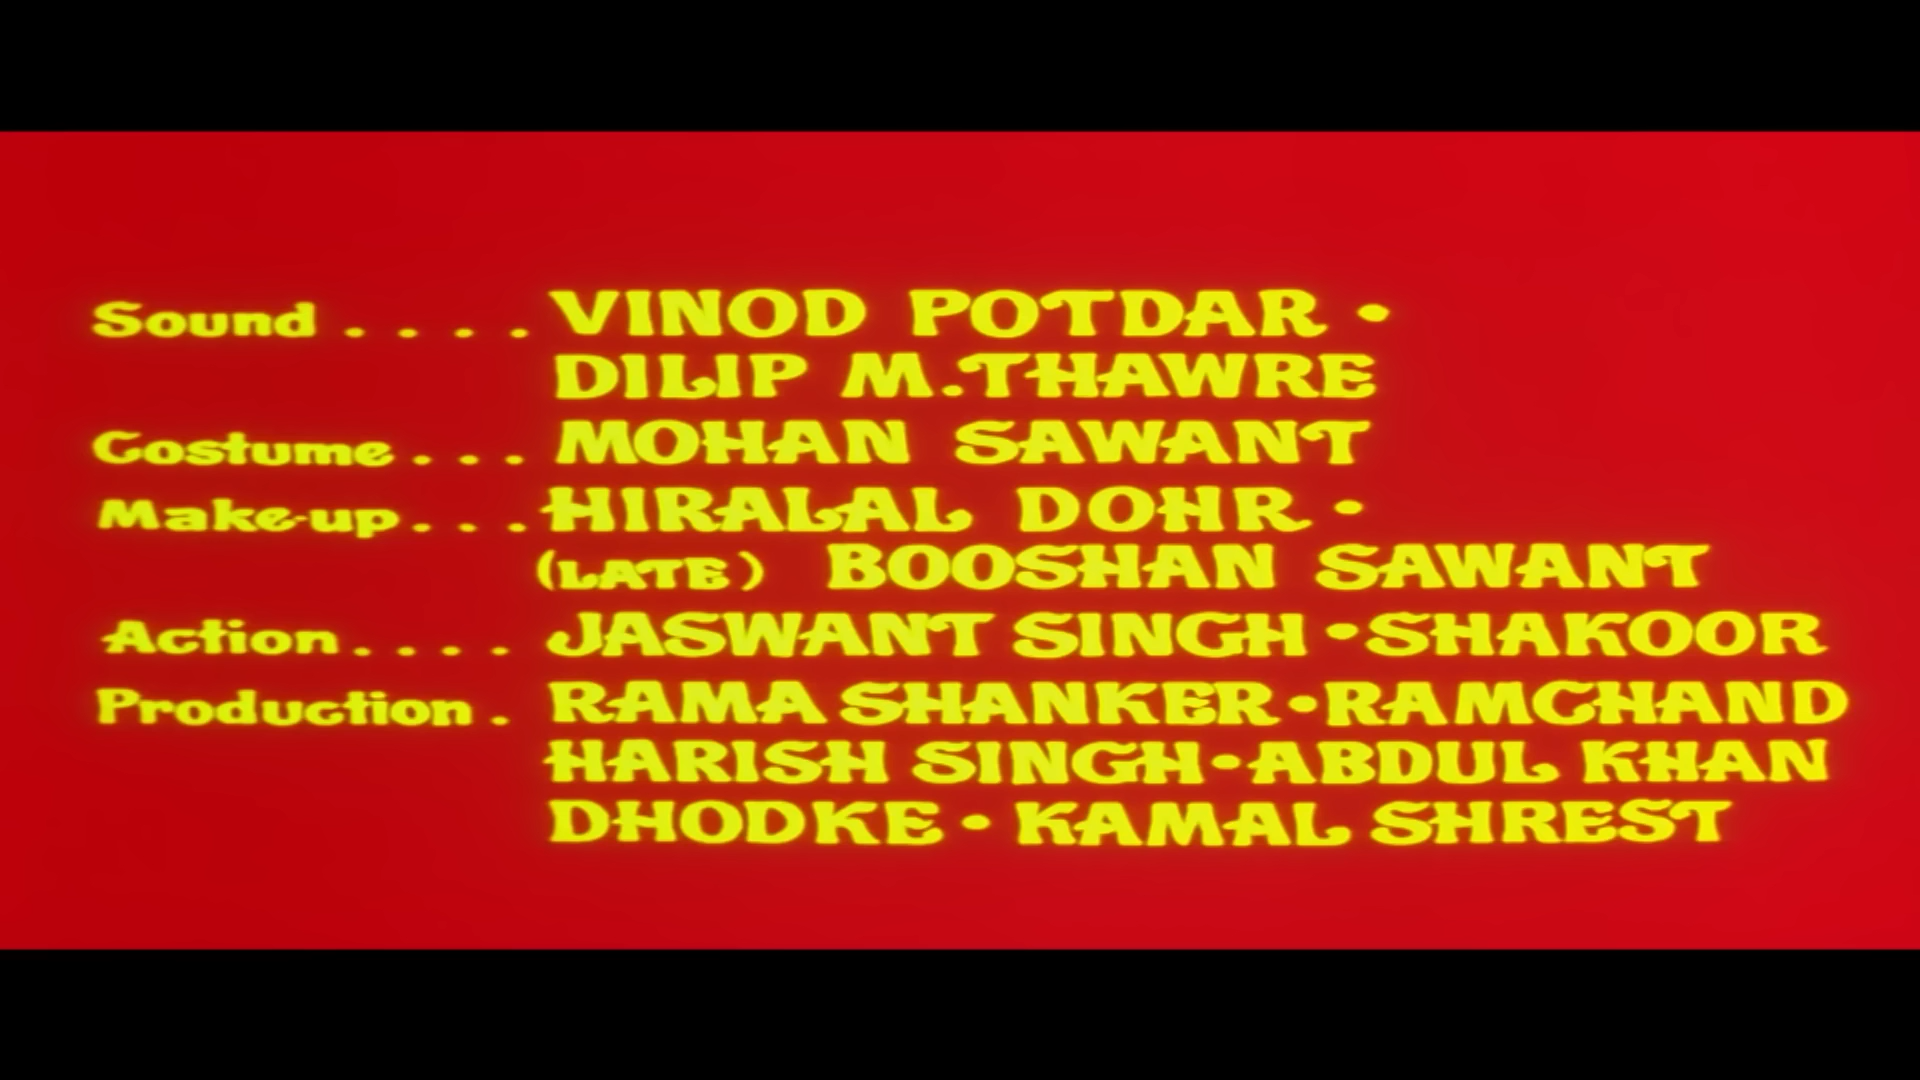 Sound .... VINOD POTDAR •
DILIP M.THAWRE
Costume ... MOHAN SAWANT
Make-up ... HIRALAL DOHR •
(LATE) BOOSHAN SAWANT
Action .... JASWANT SINGH • SHAKOOR
Production . RAMA SHANKER • RAMCHAND
HARISH SINGH • ABDUL KHAN
DHODKE • KAMAL SHREST